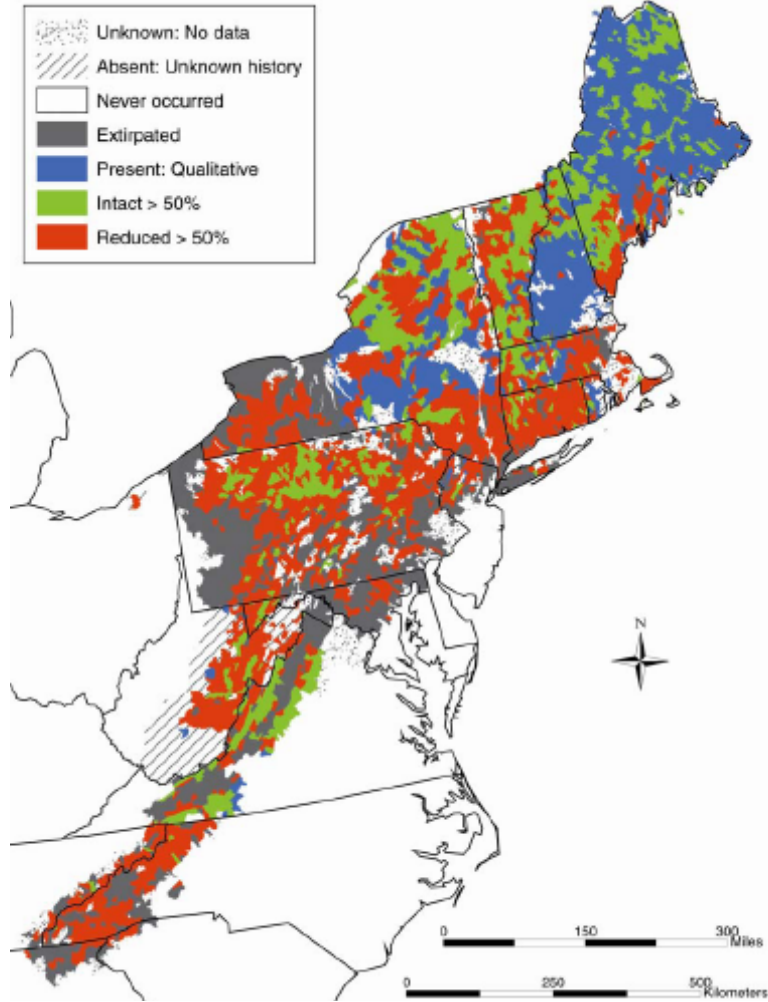 Unknown: No data
Absent: Unknown history
Never occurred
Extirpated
Present: Qualitative
Intact > 50%
Reduced > 50%
N
0 150 300
Miles
0 250 500
Kilometers